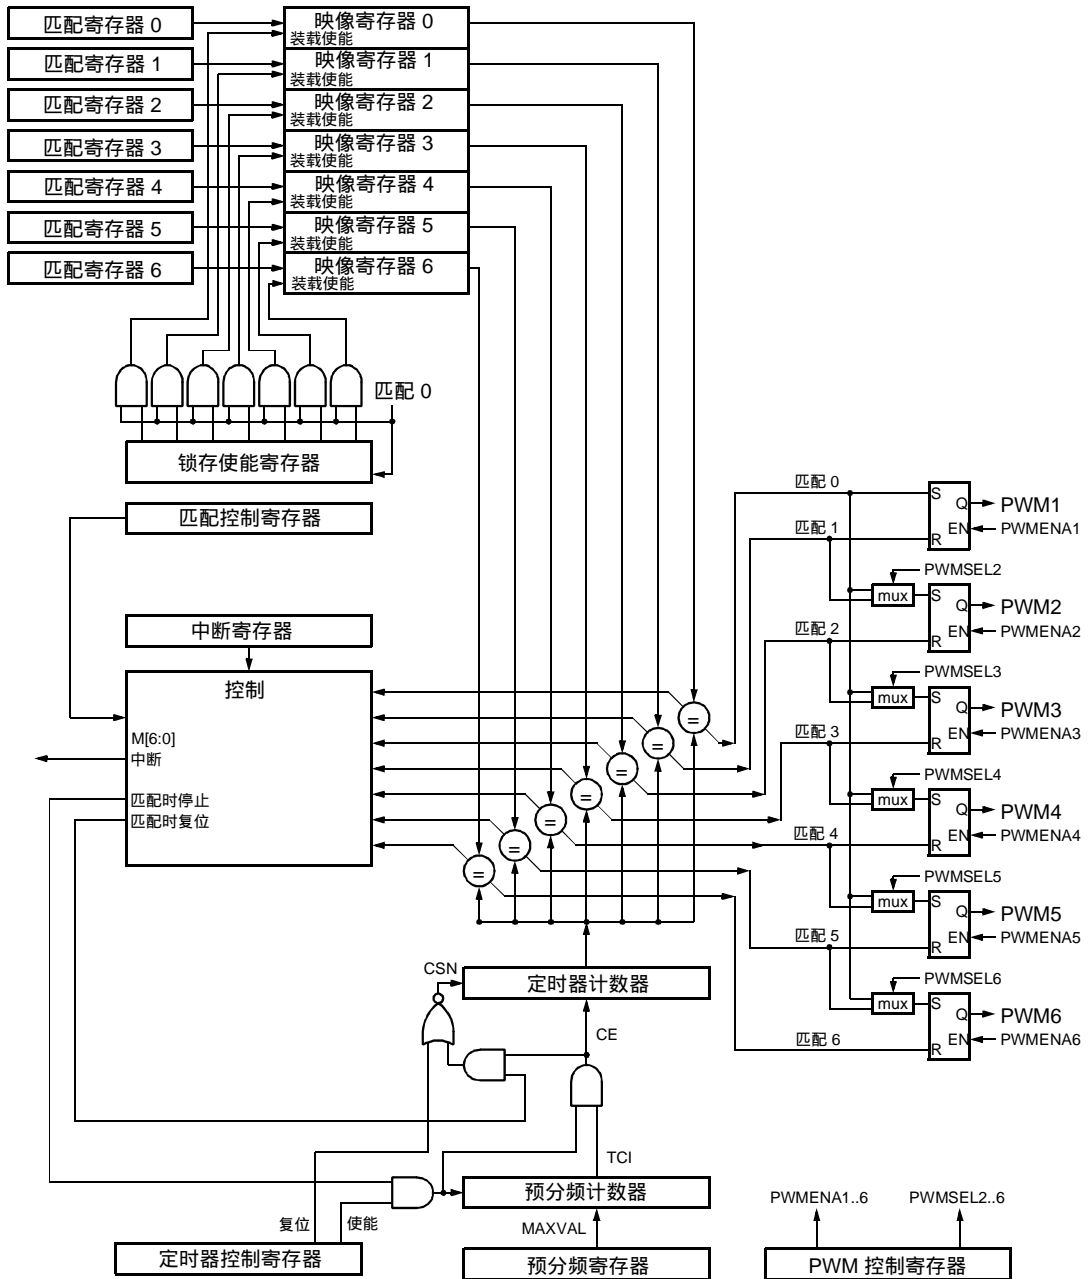 匹配寄存器 0
映像寄存器 0
装载使能
匹配寄存器 1
映像寄存器 1
装载使能
匹配寄存器 2
映像寄存器 2
装载使能
匹配寄存器 3
映像寄存器 3
装载使能
匹配寄存器 4
映像寄存器 4
装载使能
匹配寄存器 5
映像寄存器 5
装载使能
匹配寄存器 6
映像寄存器 6
装载使能
匹配 0
锁存使能寄存器
匹配控制寄存器
中断寄存器
控制
M[6:0]
中断
匹配时停止
匹配时复位
=
=
=
=
=
=
=
匹配 0
S
Q
PWM1
匹配 1
EN
PWMENA1
R
PWMSEL2
mux
S
Q
PWM2
匹配 2
EN
PWMENA2
R
PWMSEL3
mux
S
Q
PWM3
匹配 3
EN
PWMENA3
R
PWMSEL4
mux
S
Q
PWM4
匹配 4
EN
PWMENA4
R
PWMSEL5
mux
S
Q
PWM5
匹配 5
EN
PWMENA5
R
PWMSEL6
mux
S
Q
PWM6
匹配 6
EN
PWMENA6
R
CSN
定时器计数器
CE
TCI
预分频计数器
MAXVAL
预分频寄存器
复位
使能
定时器控制寄存器
PWMENA1..6
PWMSEL2..6
PWM 控制寄存器